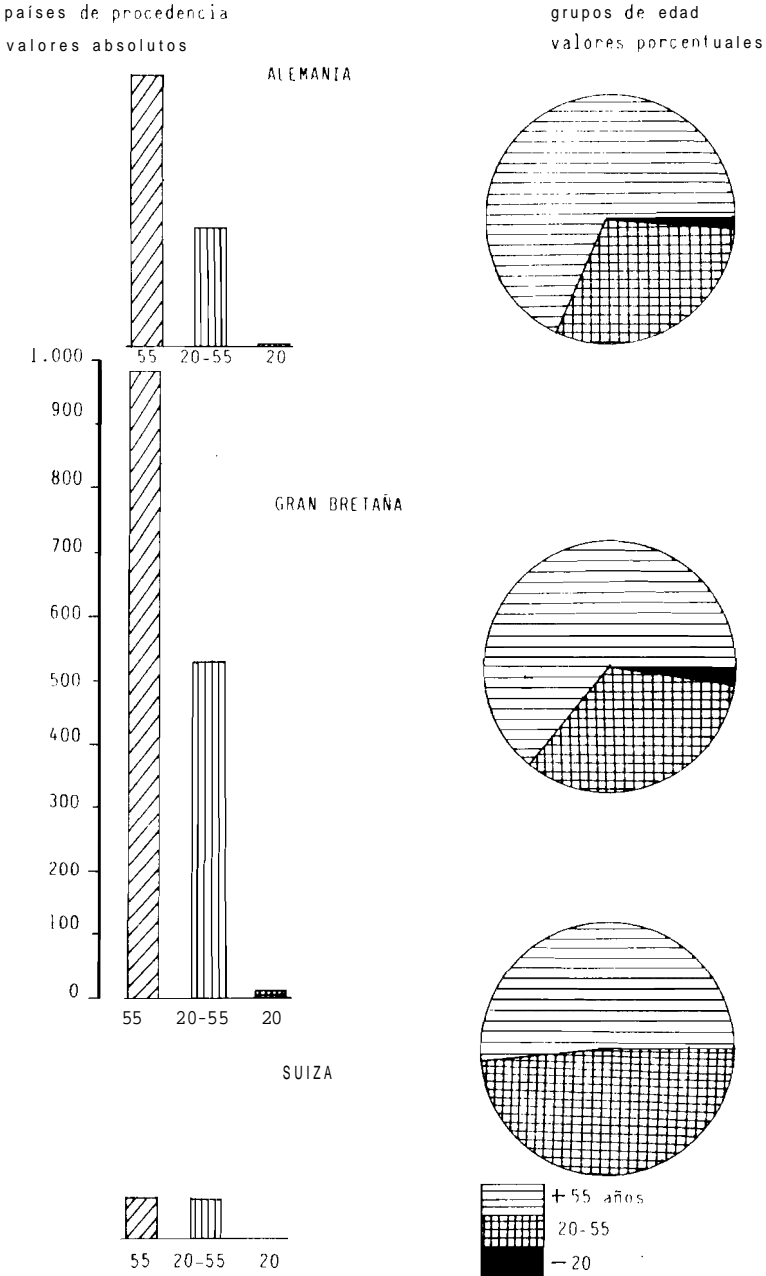 países de procedencia
valores absolutos
grupos de edad
valores porcentuales
ALEMANIA
55 20-55 20
1.000
900
800
700
600
500
400
300
200
100
0
GRAN BRETAÑA
55 20-55 20
SUIZA
55 20-55 20
+55 años
20-55
—20